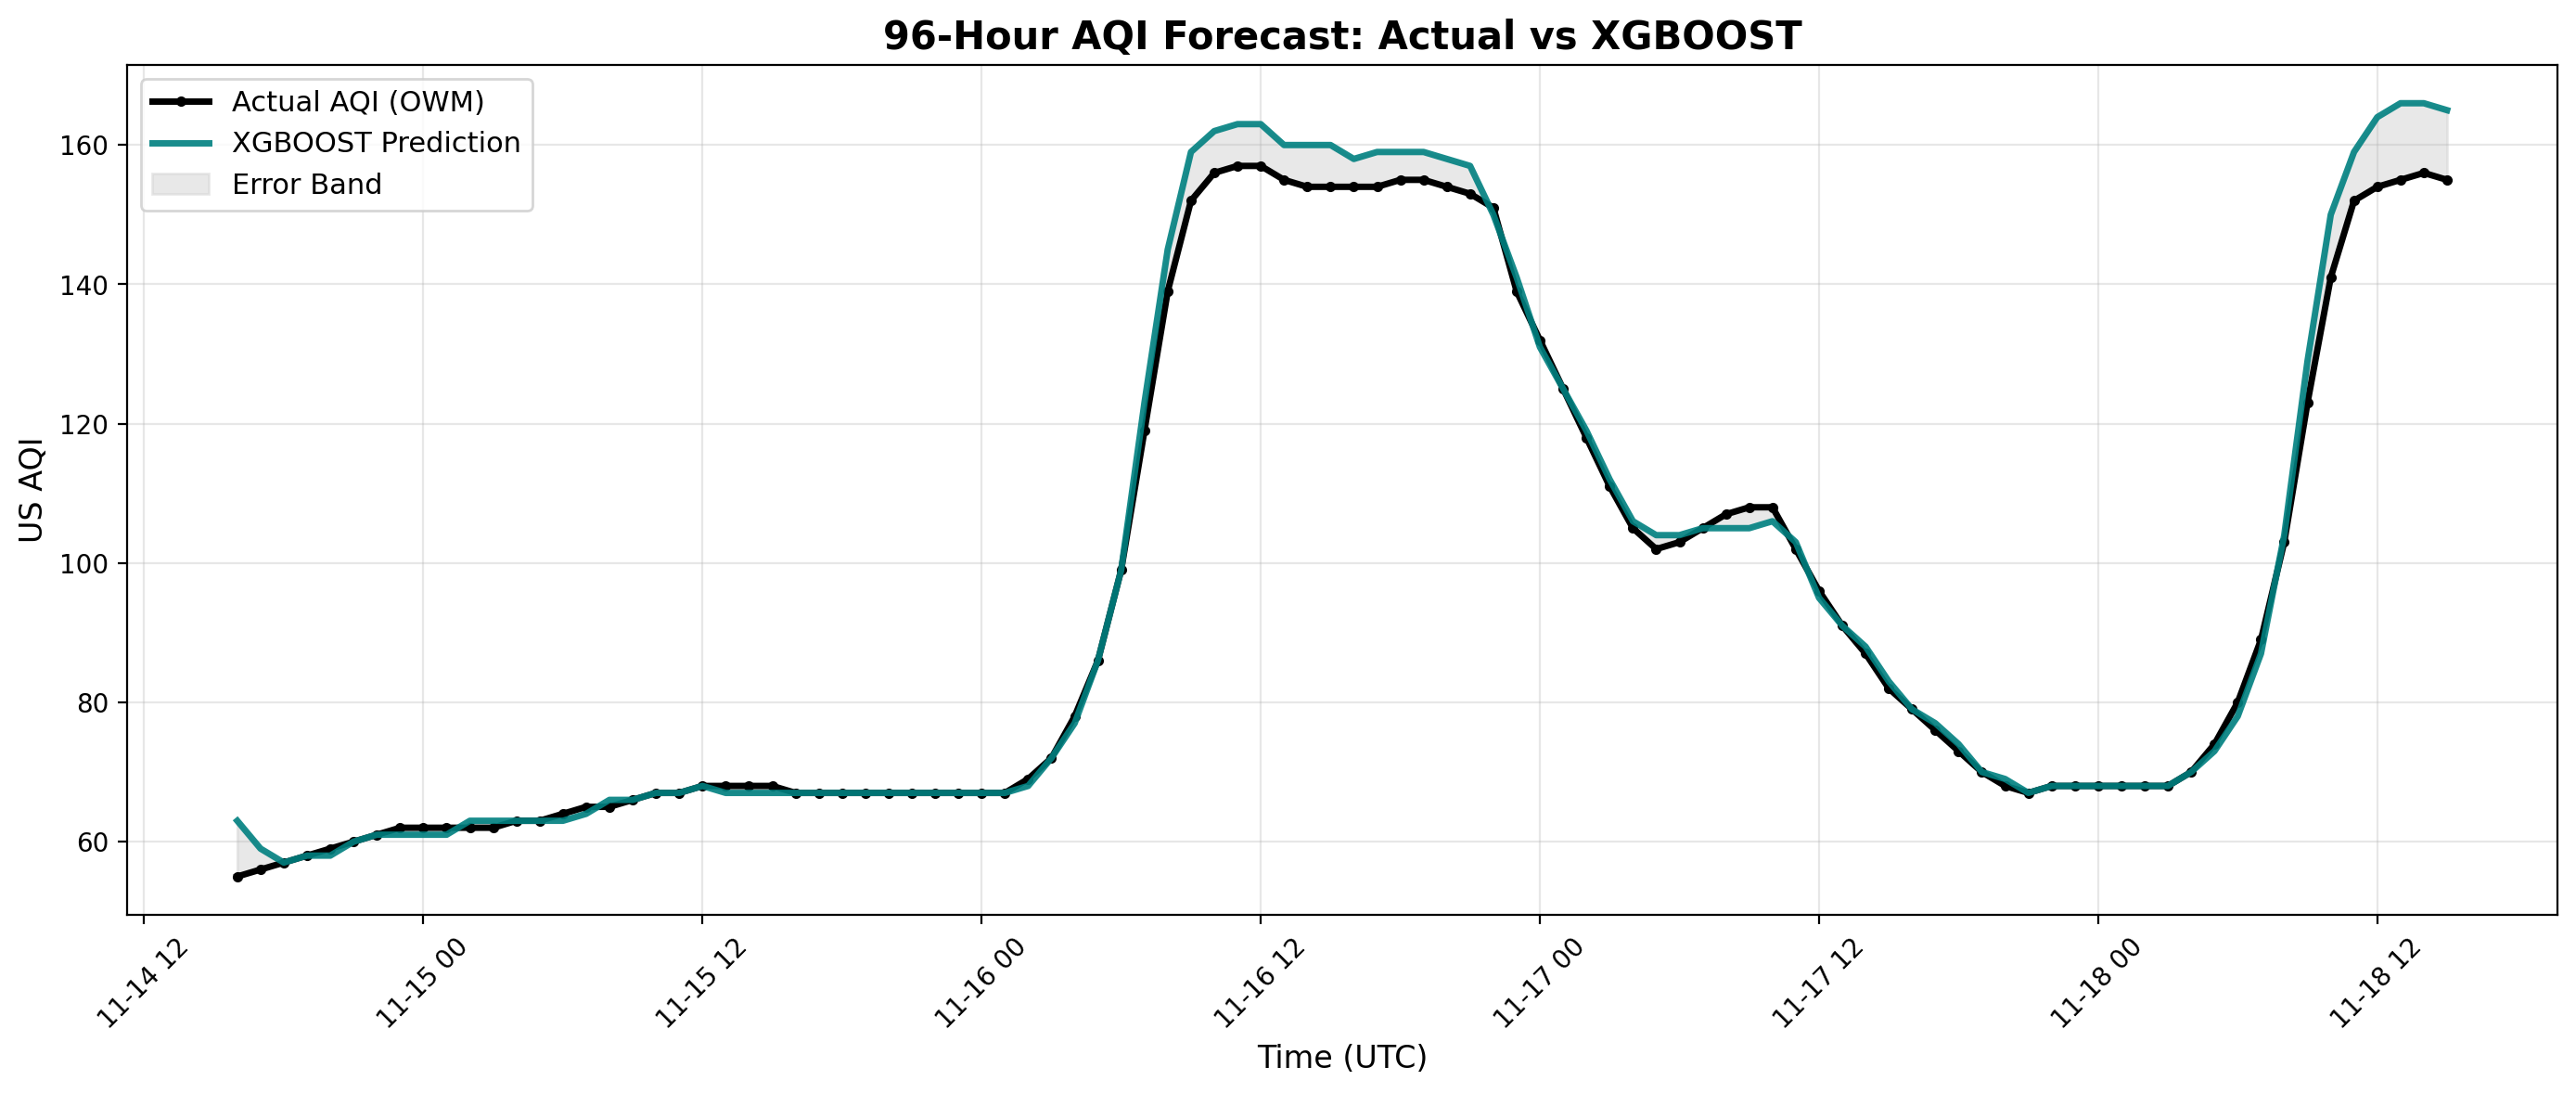 96-Hour AQI Forecast: Actual vs XGBOOST
Actual AQI (OWM)
XGBOOST Prediction
Error Band
US AQI
160
140
120
100
80
60
11-14 12
11-15 00
11-15 12
11-16 00
11-16 12
11-17 00
11-17 12
11-18 00
11-18 12
Time (UTC)